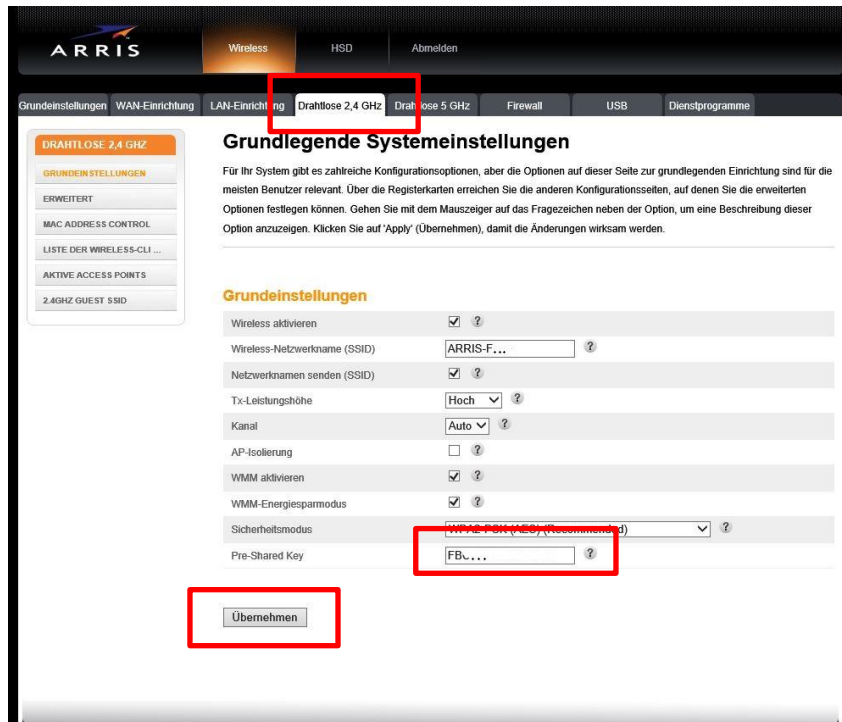 ARRIS
Wireless HSD Abmelden
Grundeinstellungen WAN-Einrichtung LAN-Einrichtung Drahtlose 2,4 GHz Drahtlose 5 GHz Firewall USB Dienstprogramme
DRAHTLOSE 2,4 GHZ
GRUNDEINSTELLUNGEN
ERWEITERT
MAC ADDRESS CONTROL
LISTE DER WIRELESS-CLI ...
AKTIVE ACCESS POINTS
2.4GHZ GUEST SSID
Grundlegende Systemeinstellungen
Für Ihr System gibt es zahlreiche Konfigurationsoptionen, aber die Optionen auf dieser Seite zur grundlegenden Einrichtung sind für die
meisten Benutzer relevant. Über die Registerkarten erreichen Sie die anderen Konfigurationsseiten, auf denen Sie die erweiterten
Optionen festlegen können. Gehen Sie mit dem Mauszeiger auf das Fragezeichen neben der Option, um eine Beschreibung dieser
Option anzuzeigen. Klicken Sie auf 'Apply' (Übernehmen), damit die Änderungen wirksam werden.
Grundeinstellungen
Wireless aktivieren ?
Wireless-Netzwerkname (SSID) ARRIS-F... ?
Netzwerknamen senden (SSID) ?
Tx-Leistungshöhe Hoch ?
Kanal Auto ?
AP-Isolierung ?
WMM aktivieren ?
WMM-Energiesparmodus ?
Sicherheitsmodus WPA2-PSK (AES) (Recommended) ?
Pre-Shared Key ?
Übernehmen